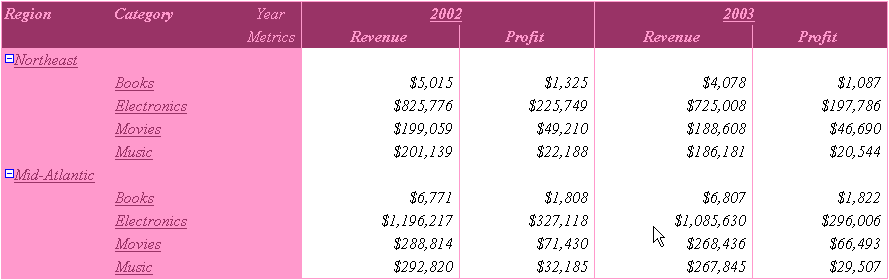 Region Category Year 2002 2003
Metrics Revenue Profit Revenue Profit
Northeast
Books $5,015 $1,325 $4,078 $1,087
Electronics $825,776 $225,749 $725,008 $197,786
Movies $199,059 $49,210 $188,608 $46,690
Music $201,139 $22,188 $186,181 $20,544
Mid-Atlantic
Books $6,771 $1,808 $6,807 $1,822
Electronics $1,196,217 $327,118 $1,085,630 $296,006
Movies $288,814 $71,430 $268,436 $66,493
Music $292,820 $32,185 $267,845 $29,507